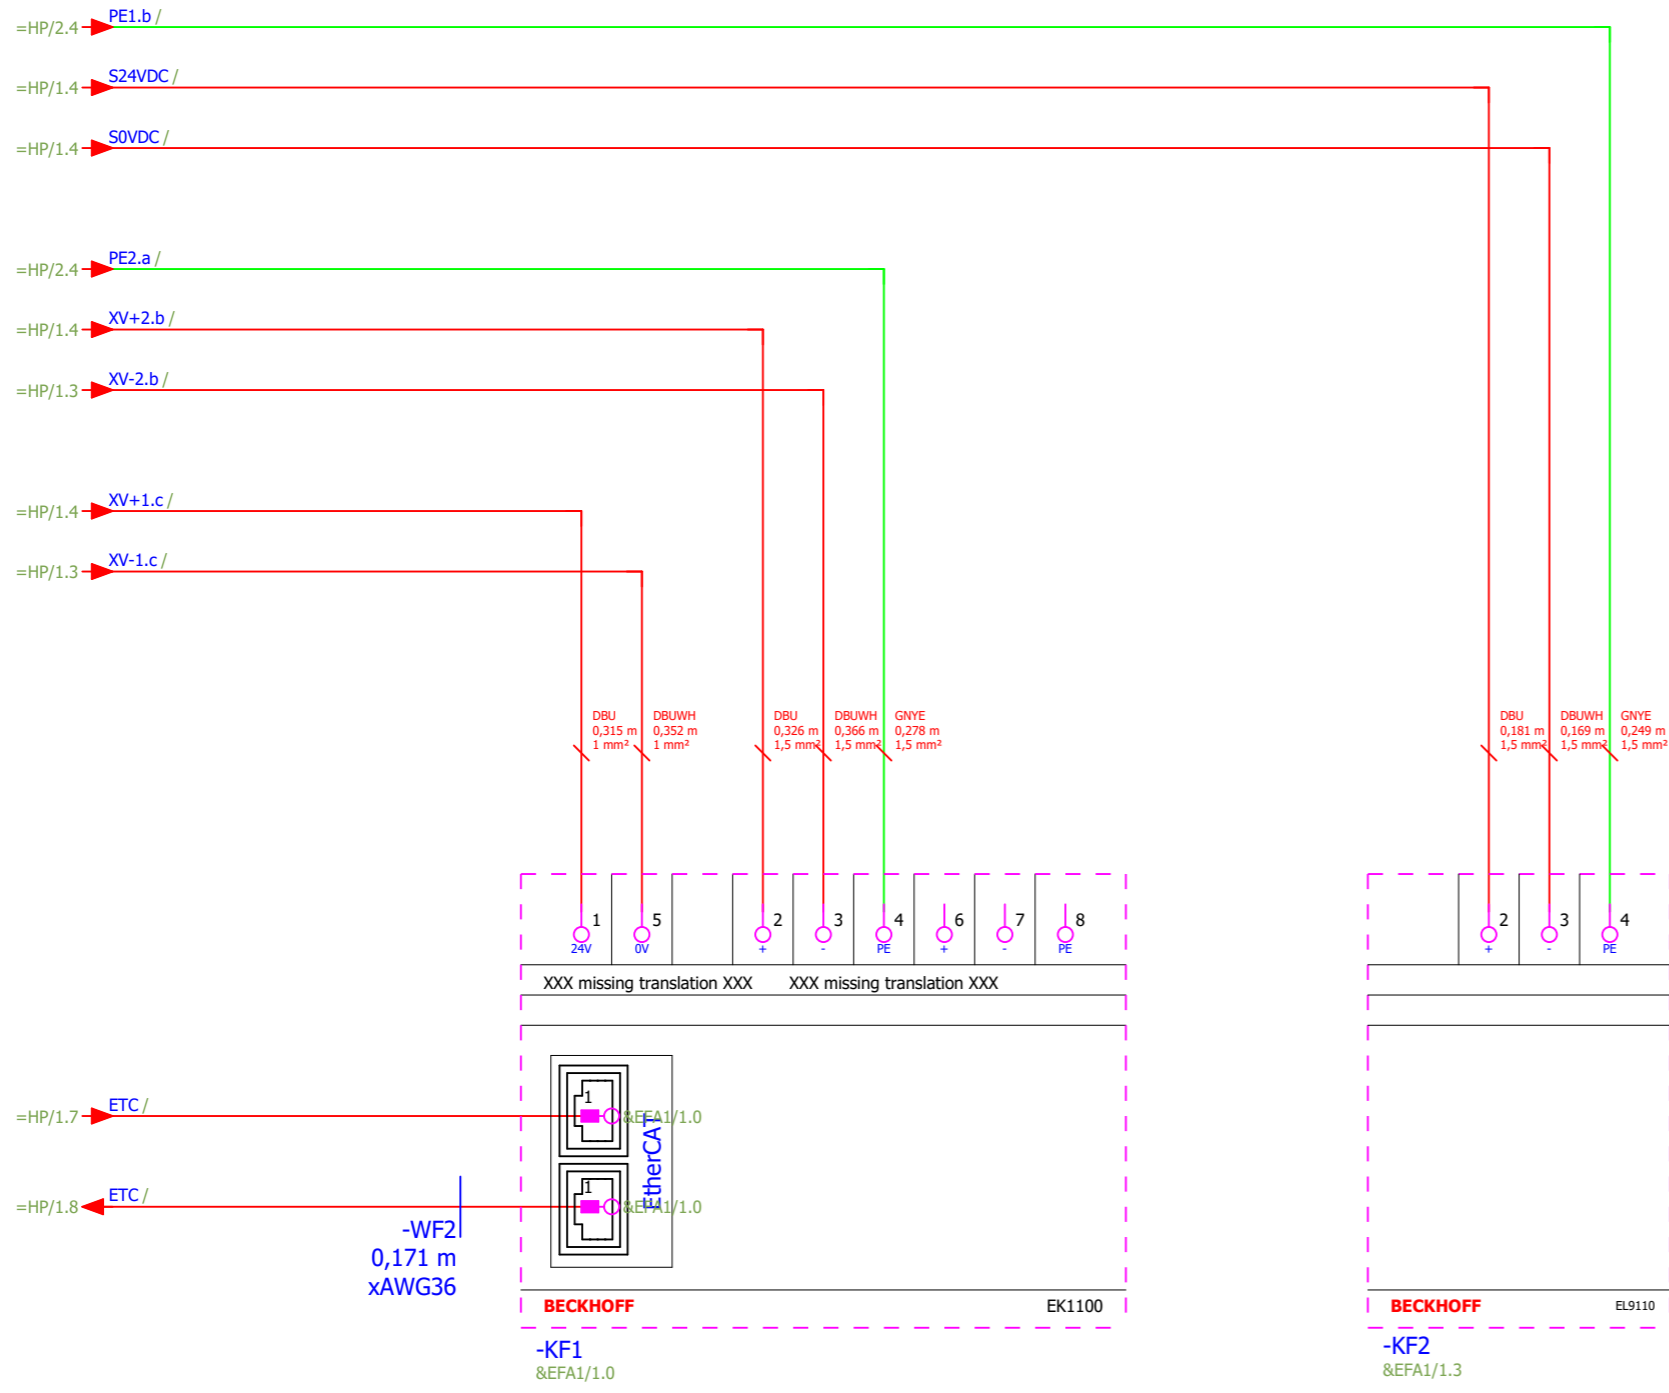 =HP/2.4 PE1.b /
=HP/1.4 S24VDC /
=HP/1.4 S0VDC /
=HP/2.4 PE2.a /
=HP/1.4 XV+2.b /
=HP/1.3 XV-2.b /
=HP/1.4 XV+1.c /
=HP/1.3 XV-1.c /
DBU
0,315 m
1 mm²
DBUWH
0,352 m
1 mm²
DBU
0,326 m
1,5 mm²
DBUWH
0,366 m
1,5 mm²
GNYE
0,278 m
1,5 mm²
DBU
0,181 m
1,5 mm²
DBUWH
0,169 m
1,5 mm²
GNYE
0,249 m
1,5 mm²
1 5 2 3 4 6 7 8
24V 0V + - PE + - PE
XXX missing translation XXX XXX missing translation XXX
2 3 4
+ - PE
=HP/1.7 ETC /
1 &EFA1/1.0
EtherCAT
=HP/1.8 ETC /
1 &EFA1/1.0
-WF2
0,171 m
xAWG36
BECKHOFF EK1100
-KF1
&EFA1/1.0
BECKHOFF EL9110
-KF2
&EFA1/1.3